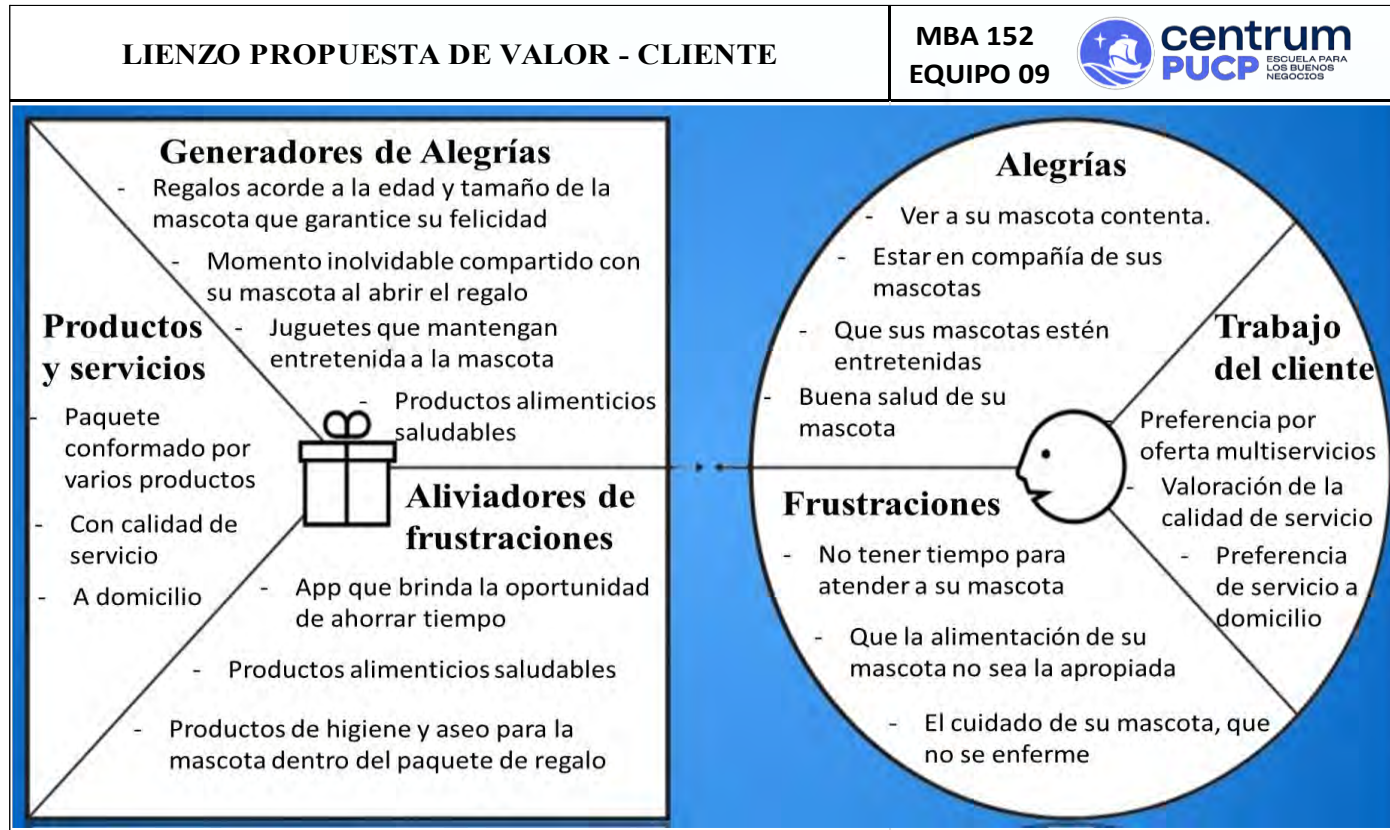 LIENZO PROPUESTA DE VALOR - CLIENTE
MBA 152
EQUIPO 09
centrum
PUCP
ESCUELA PARA
LOS BUENOS
NEGOCIOS
Generadores de Alegrías
- Regalos acorde a la edad y tamaño de la
mascota que garantice su felicidad
- Momento inolvidable compartido con
su mascota al abrir el regalo
- Juguetes que mantengan
entretenida a la mascota
- Productos alimenticios
saludables
Productos
y servicios
- Paquete
conformado por
varios productos
- Con calidad de
servicio
- A domicilio
Aliviadores de
frustraciones
- App que brinda la oportunidad
de ahorrar tiempo
- Productos alimenticios saludables
- Productos de higiene y aseo para la
mascota dentro del paquete de regalo
Alegrías
- Ver a su mascota contenta.
- Estar en compañía de sus
mascotas
- Que sus mascotas estén
entretenidas
- Buena salud de su
mascota
Trabajo
del cliente
Preferencia por
oferta multiservicios
- Valoración de la
calidad de servicio
- Preferencia
de servicio a
domicilio
Frustraciones
- No tener tiempo para
atender a su mascota
- Que la alimentación de su
mascota no sea la apropiada
- El cuidado de su mascota, que
no se enferme